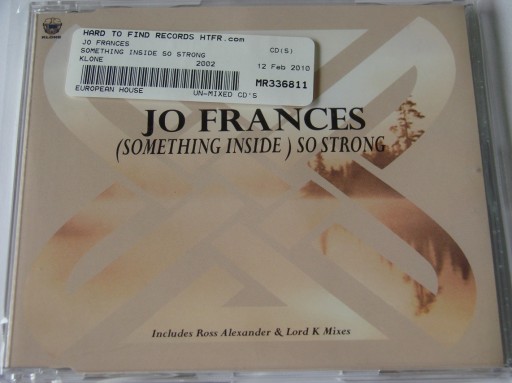 KLONE
HARD TO FIND RECORDS HTFR.com
JO FRANCES CD(S)
SOMETHING INSIDE SO STRONG
KLONE 2002 12 Feb 2010
MR336811
EUROPEAN HOUSE UN-MIXED CD'S
JO FRANCES
(SOMETHING INSIDE ) SO STRONG
Includes Ross Alexander & Lord K Mixes